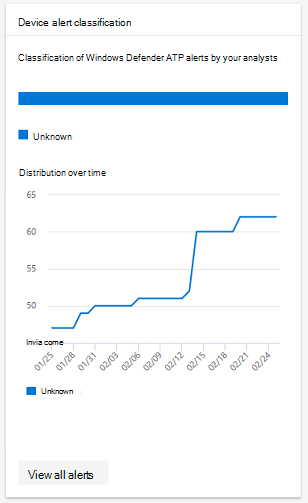 Device alert classification
Classification of Windows Defender ATP alerts by your analysts
Unknown
Distribution over time
65
60
55
50
Invia come
01/25
01/28
01/31
02/03
02/06
02/09
02/12
02/15
02/18
02/21
02/24
Unknown
View all alerts